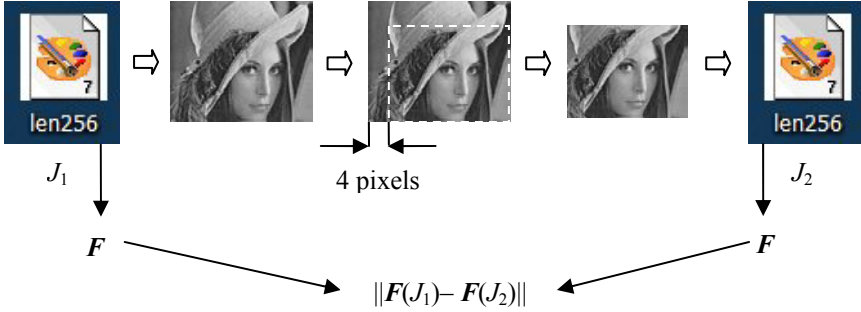 7
7
len256
len256
J₁
4 pixels
J₂
F
F
||F(J₁)– F(J₂)||